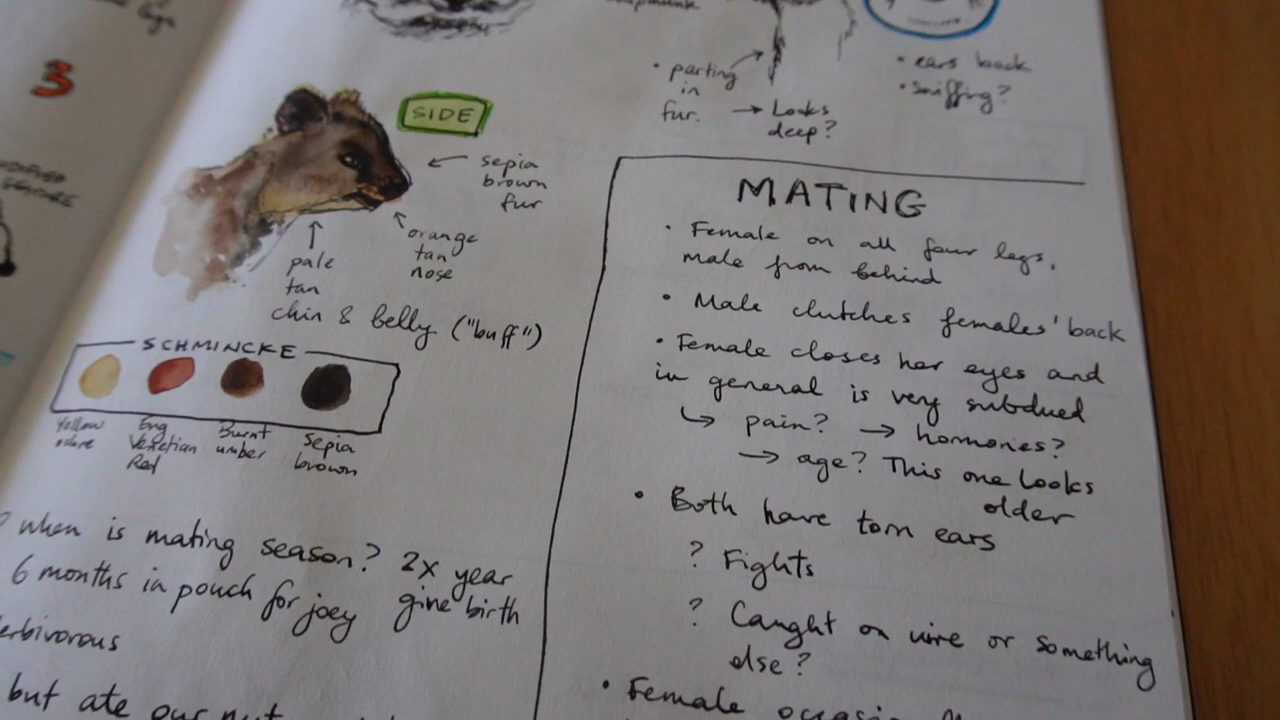 3
• parting
in
fur.
→ Looks
deep?
• ears back
• Sniffing?
SIDE
← sepia
brown
fur
orange
tan
nose
pale
tan
chin & belly ("buff")
SCHMINCKE
Yellow
ochre
Eng
Venetian
Red
Burnt
umber
Sepia
brown
when is mating season? 2x year
give birth
6 months in pouch for joey
erbivorous
but ate our
MATING
• Female on all four legs,
male from behind
• Male clutches females' back
• Female closes her eyes and
in general is very subdued
↳ pain? → hormones?
→ age? This one looks
older
• Both have torn ears
? Fights
? Caught on wire or something
else?
• Female